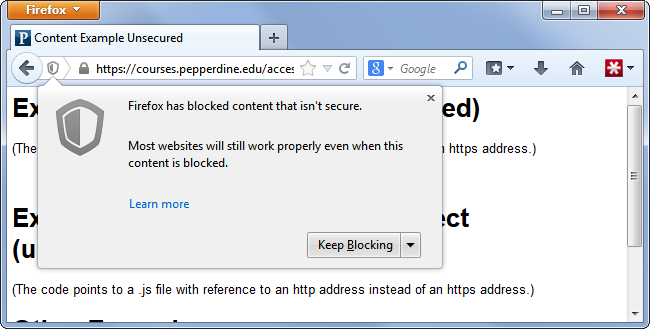 Firefox
Content Example Unsecured
https://courses.pepperdine.edu/acces
Google
Ex ed)
Firefox has blocked content that isn't secure.
(The n https address.)
Most websites will still work properly even when this
content is blocked.
Learn more
Ex ect
(u
Keep Blocking
(The code points to a .js file with reference to an http address instead of an https address.)